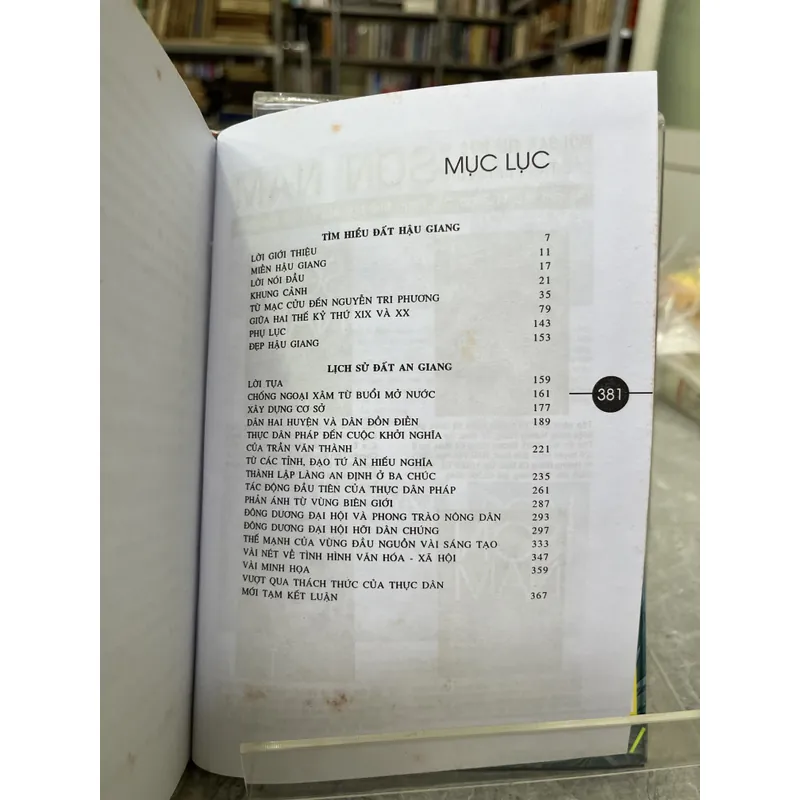 MỤC LỤC
TÌM HIỂU ĐẤT HẬU GIANG
LỜI GIỚI THIỆU 7
MIỀN HẬU GIANG 11
LỜI NÓI ĐẦU 17
KHUNG CẢNH 21
TỪ MẠC CỬU ĐẾN NGUYỄN TRI PHƯƠNG 35
GIỮA HAI THẾ KỶ THỨ XIX VÀ XX 79
PHỤ LỤC 143
ĐẸP HẬU GIANG 153
LỊCH SỬ ĐẤT AN GIANG
LỜI TỰA 159
CHỐNG NGOẠI XÂM TỪ BUỔI MỞ NƯỚC 161
XÂY DỰNG CƠ SỞ 177
DÂN HAI HUYỆN VÀ DÂN ĐỒN ĐIỀN 189
THỰC DÂN PHÁP ĐẾN CUỘC KHỞI NGHĨA
CỦA TRẦN VĂN THÀNH 221
TỪ CÁC TỈNH, ĐẠO TỨ ÂN HIẾU NGHĨA
THÀNH LẬP LÀNG AN ĐỊNH Ở BA CHÚC 235
TÁC ĐỘNG ĐẦU TIÊN CỦA THỰC DÂN PHÁP 261
PHẢN ÁNH TỪ VÙNG BIÊN GIỚI 287
ĐÔNG DƯƠNG ĐẠI HỘI VÀ PHONG TRÀO NÔNG DÂN 293
ĐÔNG DƯƠNG ĐẠI HỘI HỠI DÂN CHÚNG 297
THẾ MẠNH CỦA VÙNG ĐẦU NGUỒN VÀI SÁNG TẠO 333
VÀI NÉT VỀ TÌNH HÌNH VĂN HÓA - XÃ HỘI 347
VÀI MINH HỌA 359
VƯỢT QUA THÁCH THỨC CỦA THỰC DÂN
MỚI TẠM KẾT LUẬN 367
381